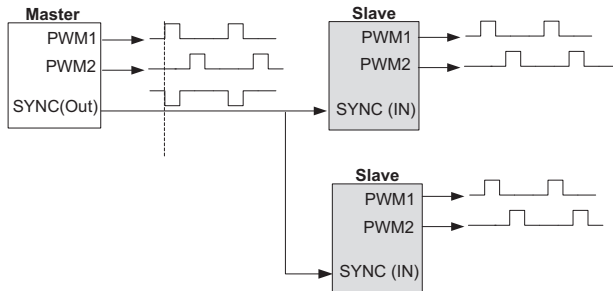 Master
PWM1
PWM2
SYNC(Out)
Slave
PWM1
PWM2
SYNC (IN)
Slave
PWM1
PWM2
SYNC (IN)